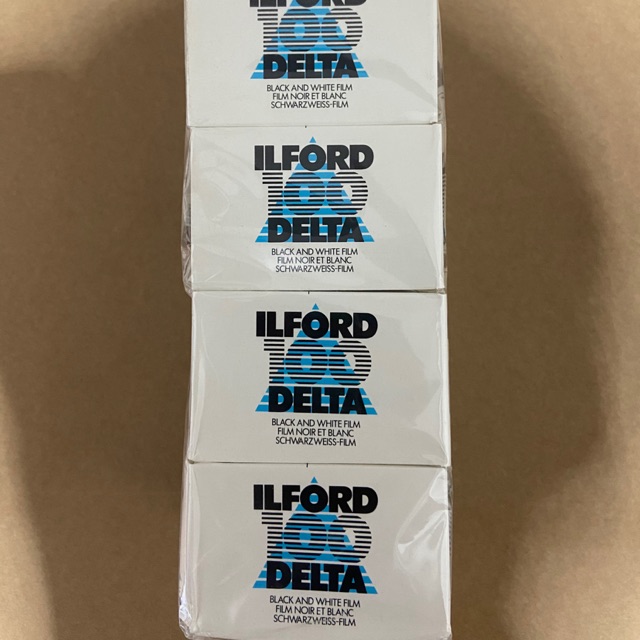 ILFORD
100
DELTA
BLACK AND WHITE FILM
FILM NOIR ET BLANC
SCHWARZWEISS-FILM
ILFORD
100
DELTA
BLACK AND WHITE FILM
FILM NOIR ET BLANC
SCHWARZWEISS-FILM
ILFORD
100
DELTA
BLACK AND WHITE FILM
FILM NOIR ET BLANC
SCHWARZWEISS-FILM
ILFORD
100
DELTA
BLACK AND WHITE FILM
FILM NOIR ET BLANC
SCHWARZWEISS-FILM